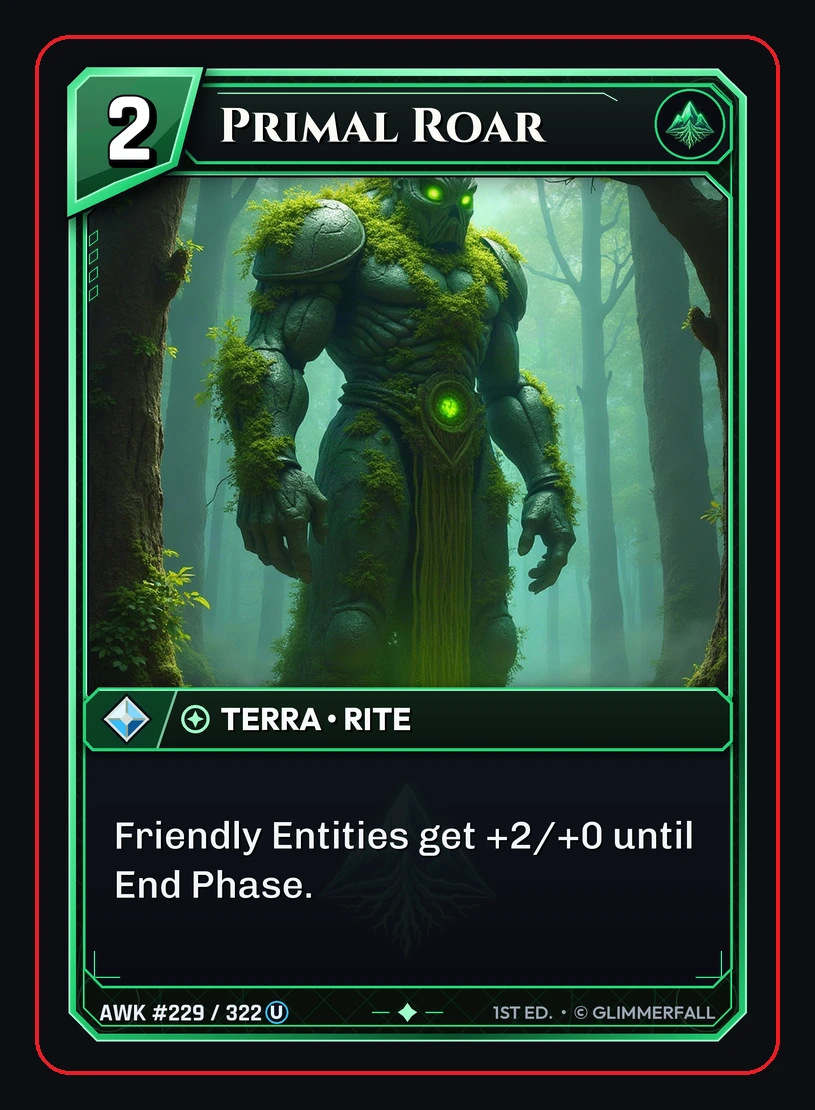 2
PRIMAL ROAR
TERRA • RITE
Friendly Entities get +2/+0 until
End Phase.
AWK #229 / 322 U
1ST ED. • © GLIMMERFALL